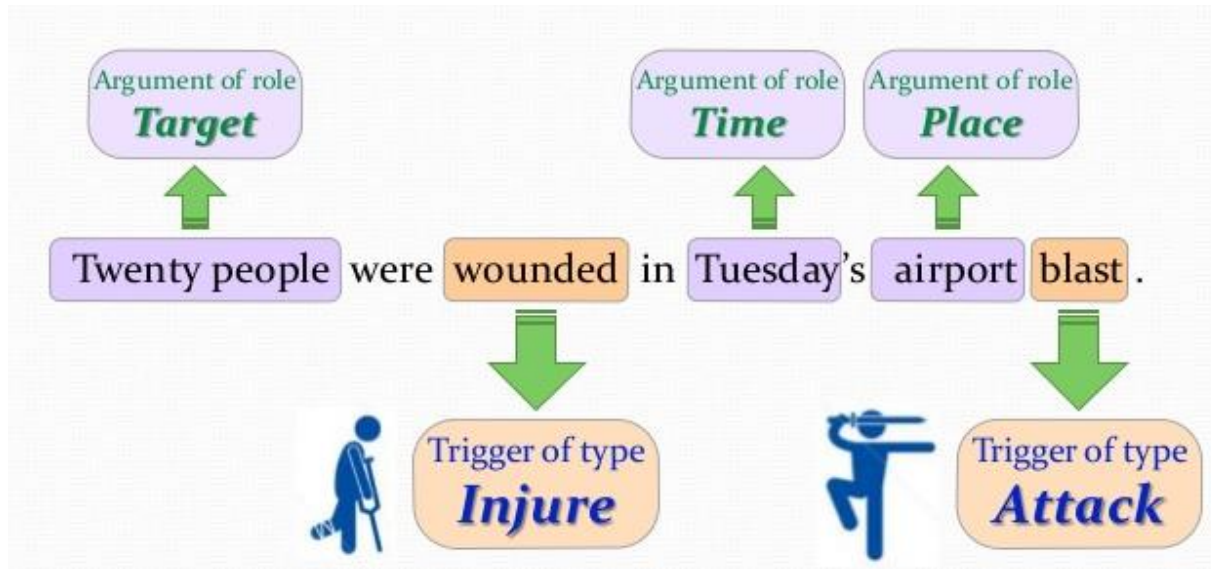 Argument of role
Target
Argument of role
Time
Argument of role
Place
Twenty people were wounded in Tuesday’s airport blast .
Trigger of type
Injure
Trigger of type
Attack